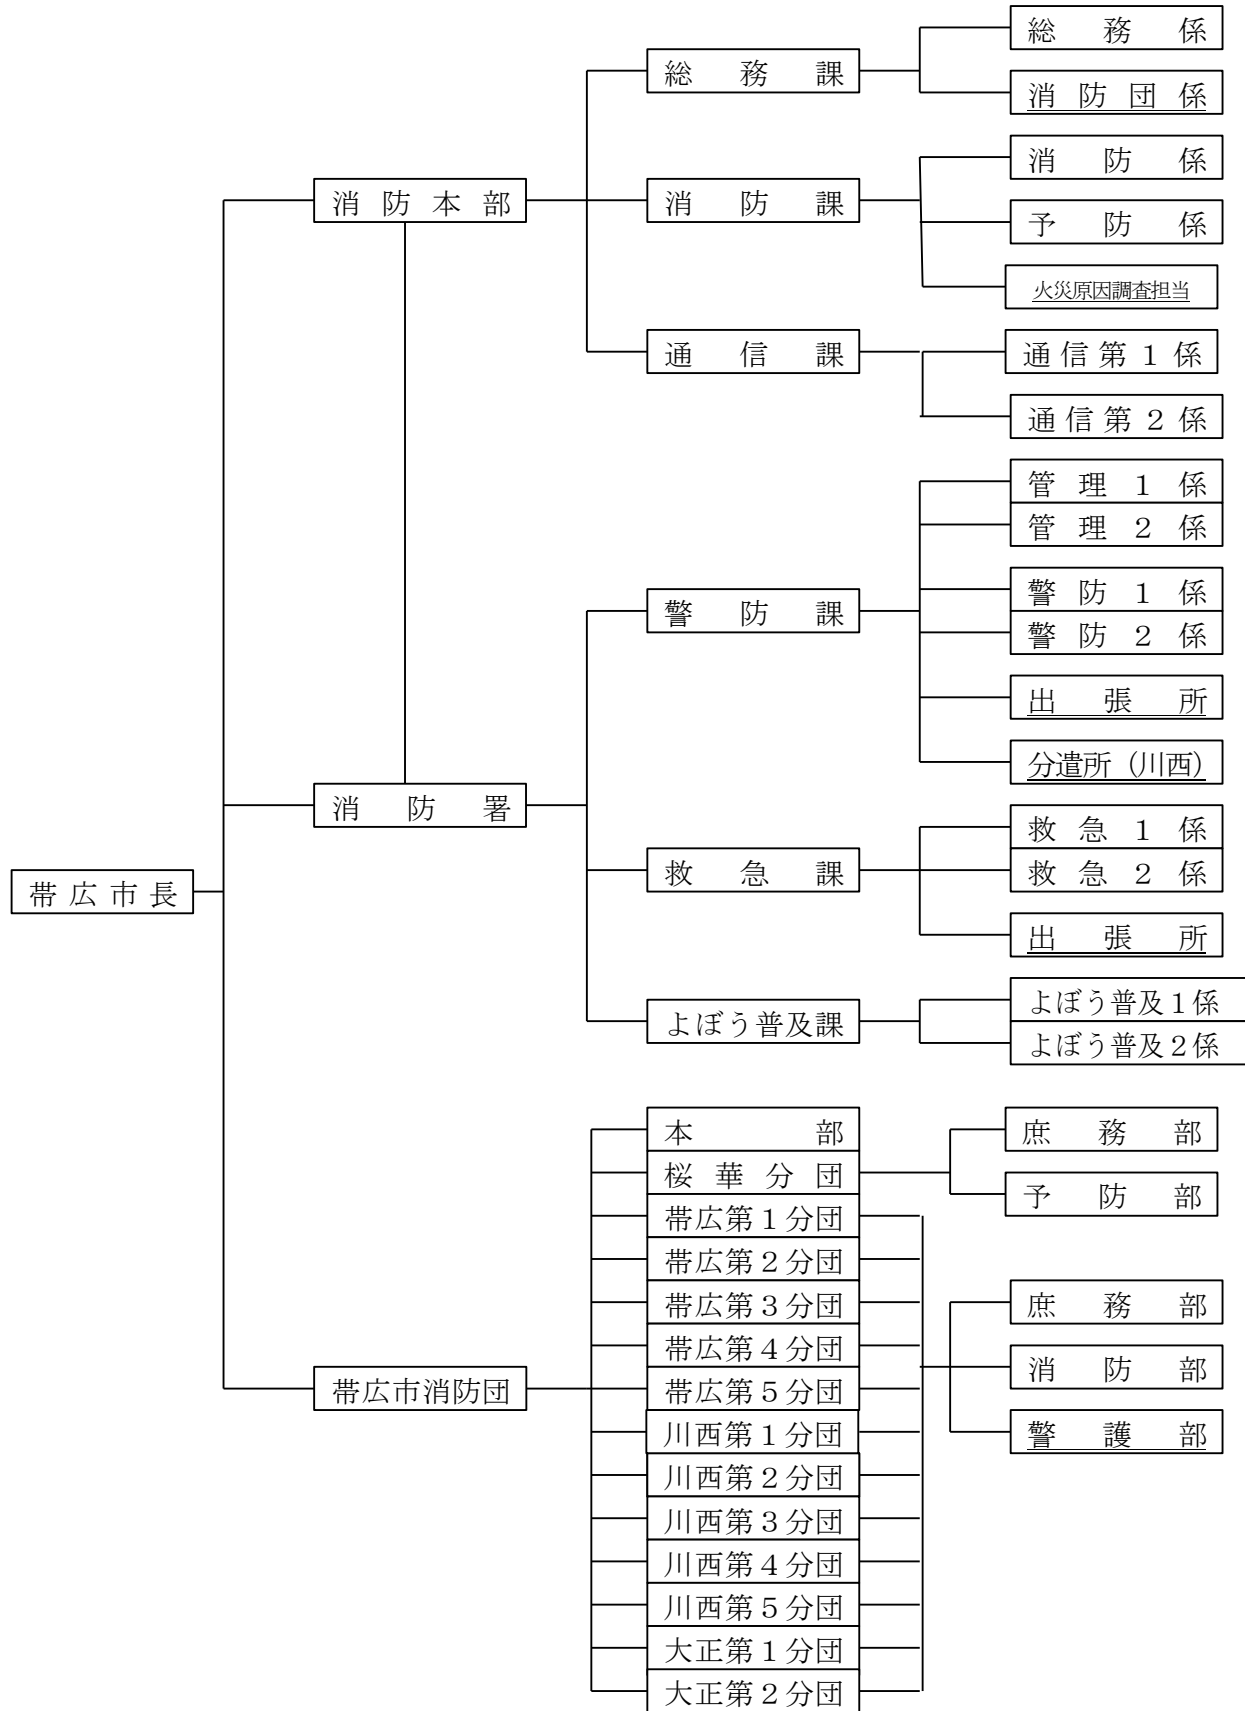 総務係
総務課
消防団係
消防係
消防本部
消防課
予防係
火災原因調査担当
通信課
通信第１係
通信第２係
管理１係
管理２係
警防１係
警防課
警防２係
出張所
分遣所（川西）
消防署
救急１係
救急課
救急２係
帯広市長
出張所
よぼう普及１係
よぼう普及課
よぼう普及２係
本部
庶務部
桜華分団
予防部
帯広第１分団
帯広第２分団
帯広第３分団
庶務部
帯広第４分団
消防部
帯広市消防団
帯広第５分団
川西第１分団
警護部
川西第２分団
川西第３分団
川西第４分団
川西第５分団
大正第１分団
大正第２分団